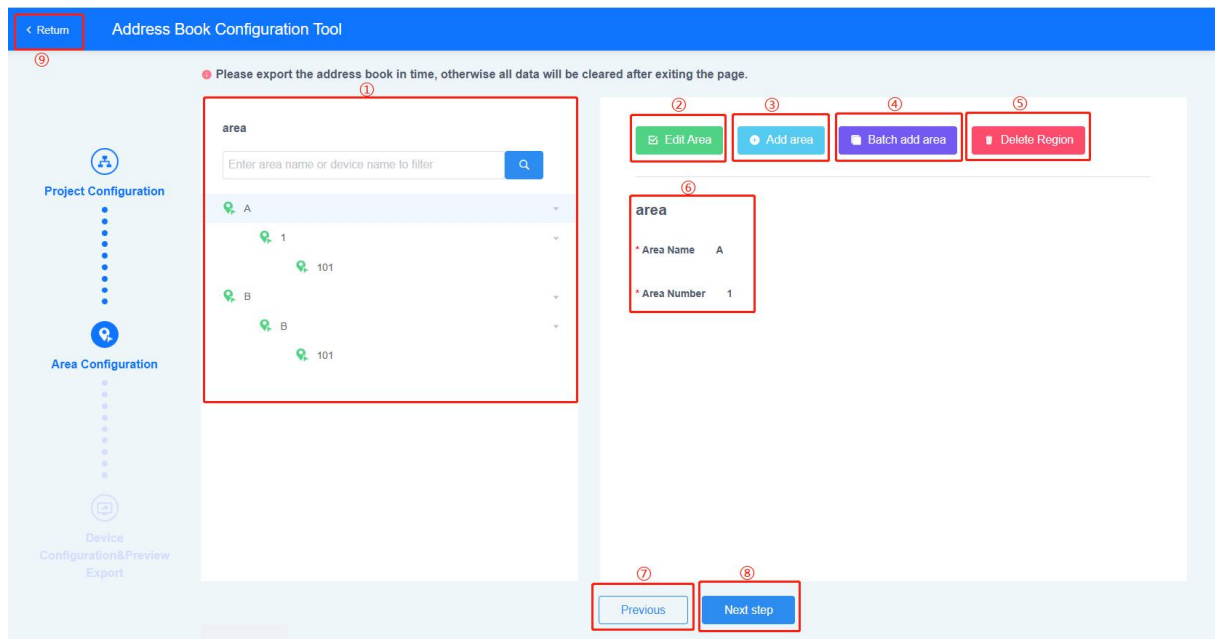 Return
Address Book Configuration Tool
⑨
Please export the address book in time, otherwise all data will be cleared after exiting the page.
①
area
Enter area name or device name to filter
A
1
101
B
B
101
Project Configuration
Area Configuration
Device
Configuration&Preview
Export
② ③ ④ ⑤
Edit Area Add area Batch add area Delete Region
⑥
area
* Area Name A
* Area Number 1
⑦ ⑧
Previous Next step